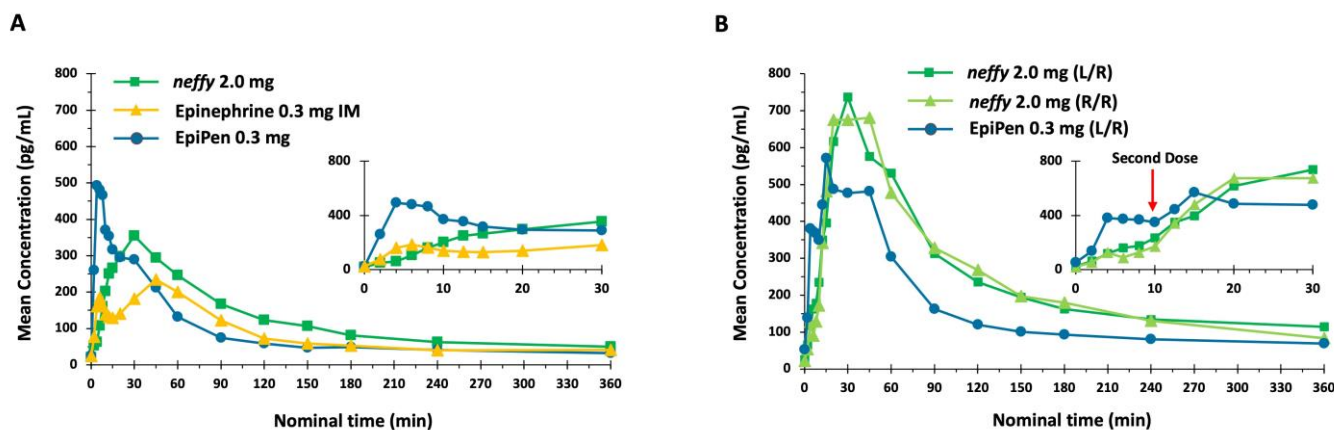 A
Mean Concentration (pg/mL)
800
700
600
500
400
300
200
100
0
neffy 2.0 mg
Epinephrine 0.3 mg IM
EpiPen 0.3 mg
800
400
0
0 10 20 30
0 30 60 90 120 150 180 210 240 270 300 330 360
Nominal time (min)
B
Mean Concentration (pg/mL)
800
700
600
500
400
300
200
100
0
neffy 2.0 mg (L/R)
neffy 2.0 mg (R/R)
EpiPen 0.3 mg (L/R)
Second Dose
800
400
0
0 10 20 30
0 30 60 90 120 150 180 210 240 270 300 330 360
Nominal time (min)